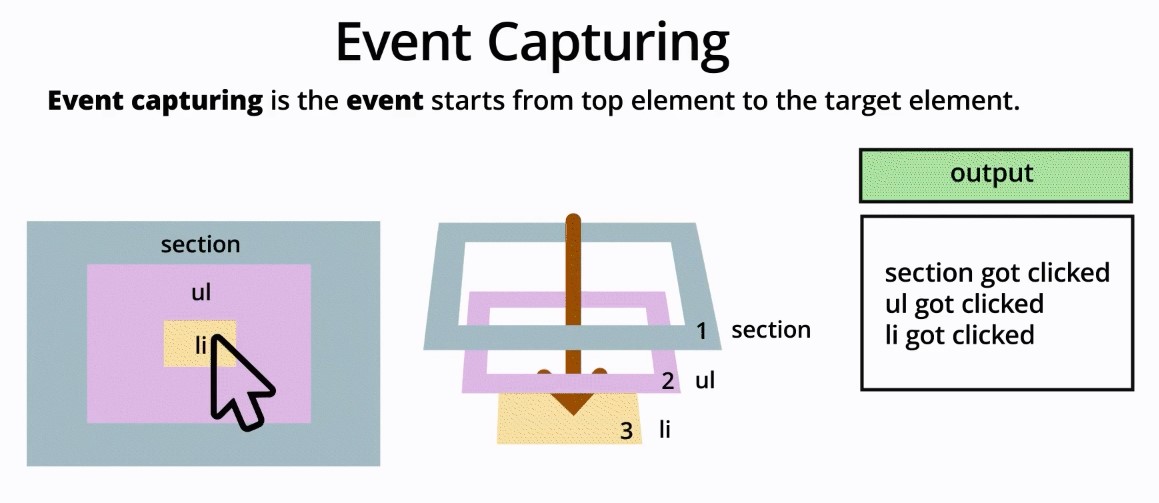 Event Capturing
Event capturing is the event starts from top element to the target element.
output
section
ul
li
1 section
2 ul
3 li
section got clicked
ul got clicked
li got clicked